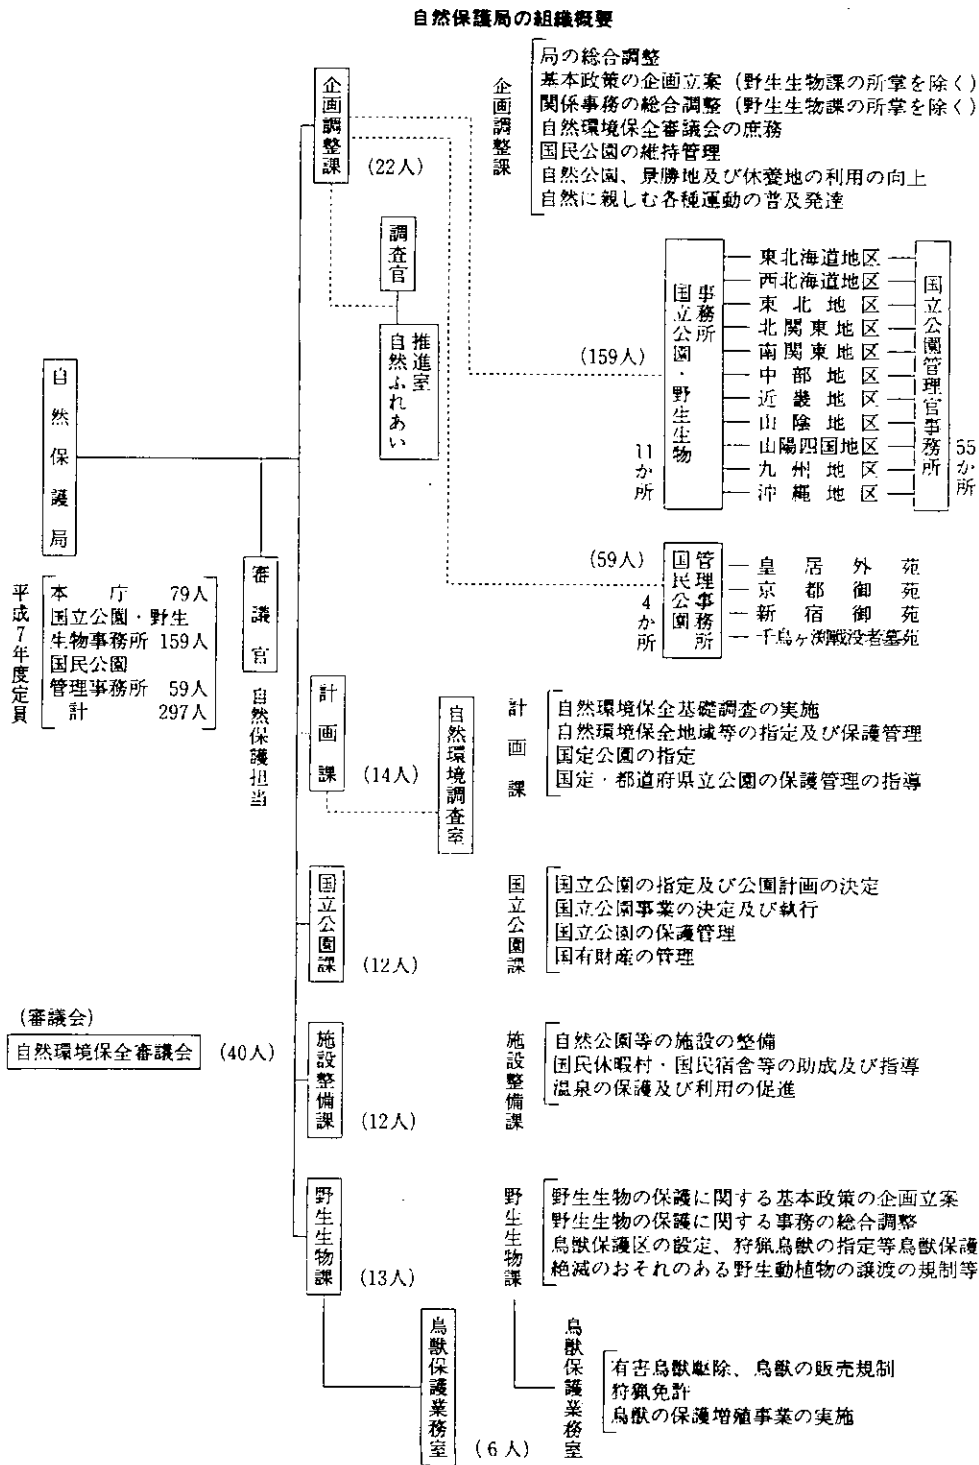 自然保護局の組織概要
企画調整課
(22人)
企画調整課
局の総合調整
基本政策の企画立案（野生生物課の所掌を除く）
関係事務の総合調整（野生生物課の所掌を除く）
自然環境保全審議会の庶務
国民公園の維持管理
自然公園、景勝地及び休養地の利用の向上
自然に親しむ各種運動の普及発達
調査官
自然ふれあい
推進室
(159人)
国立公園・野生生物
事務所
11か所
東北海道地区
西北海道地区
東北地区
北関東地区
南関東地区
中部地区
近畿地区
山陰地区
山陽四国地区
九州地区
沖縄地区
国立公園管理官事務所
55か所
(59人)
国民公園
管理事務所
4か所
皇居外苑
京都御苑
新宿御苑
千鳥ヶ淵戦没者墓苑
自然保護局
平成7年度定員
本庁 79人
国立公園・野生
生物事務所 159人
国民公園
管理事務所 59人
計 297人
審議官
自然保護担当
計画課
(14人)
自然環境調査室
計画課
自然環境保全基礎調査の実施
自然環境保全地域等の指定及び保護管理
国定公園の指定
国定・都道府県立公園の保護管理の指導
国立公園課
(12人)
国立公園課
国立公園の指定及び公園計画の決定
国立公園事業の決定及び執行
国立公園の保護管理
国有財産の管理
(審議会)
自然環境保全審議会 (40人)
施設整備課
(12人)
施設整備課
自然公園等の施設の整備
国民休暇村・国民宿舎等の助成及び指導
温泉の保護及び利用の促進
野生生物課
(13人)
野生生物課
野生生物の保護に関する基本政策の企画立案
野生生物の保護に関する事務の総合調整
鳥獣保護区の設定、狩猟鳥獣の指定等鳥獣保護
絶滅のおそれのある野生動植物の譲渡の規制等
鳥獣保護業務室
(6人)
鳥獣保護業務室
有害鳥獣駆除、鳥獣の販売規制
狩猟免許
鳥獣の保護増殖事業の実施